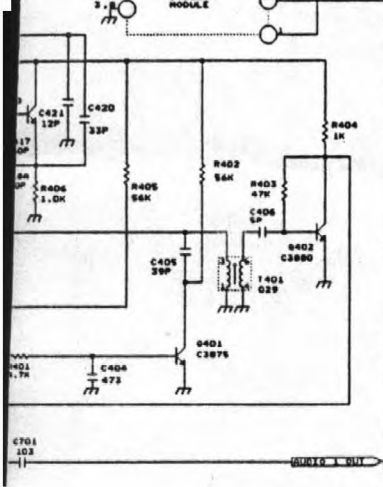 MODULE
C421
12P
C420
33P
R404
1K
R406
1.0K
R405
56K
R402
56K
R403
47K
C406
5P
Q402
C3880
C405
39P
T401
029
Q401
C3875
C404
473
C701
103
AUDIO 1 OUT